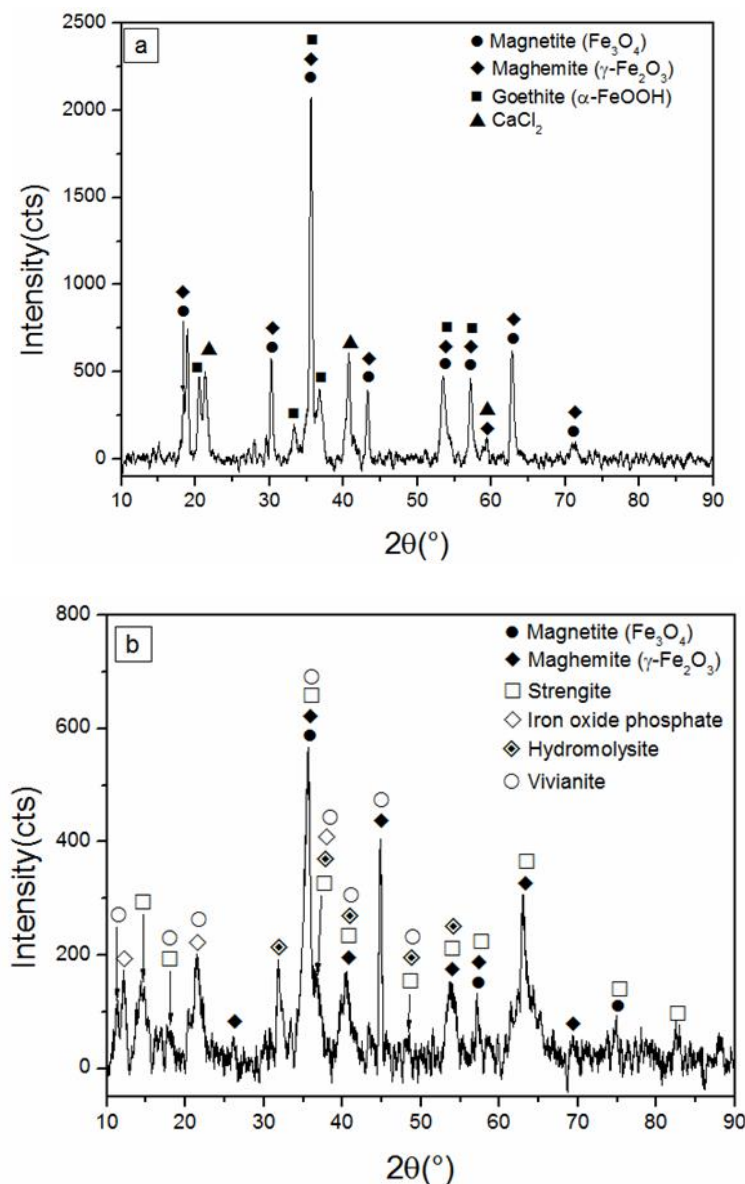 a
Magnetite (Fe3O4)
Maghemite (γ-Fe2O3)
Goethite (α-FeOOH)
CaCl2
Intensity(cts)
2500
2000
1500
1000
500
0
10 20 30 40 50 60 70 80 90
2θ(°)
b
Magnetite (Fe3O4)
Maghemite (γ-Fe2O3)
Strengite
Iron oxide phosphate
Hydromolysite
Vivianite
Intensity(cts)
800
600
400
200
0
10 20 30 40 50 60 70 80 90
2θ(°)